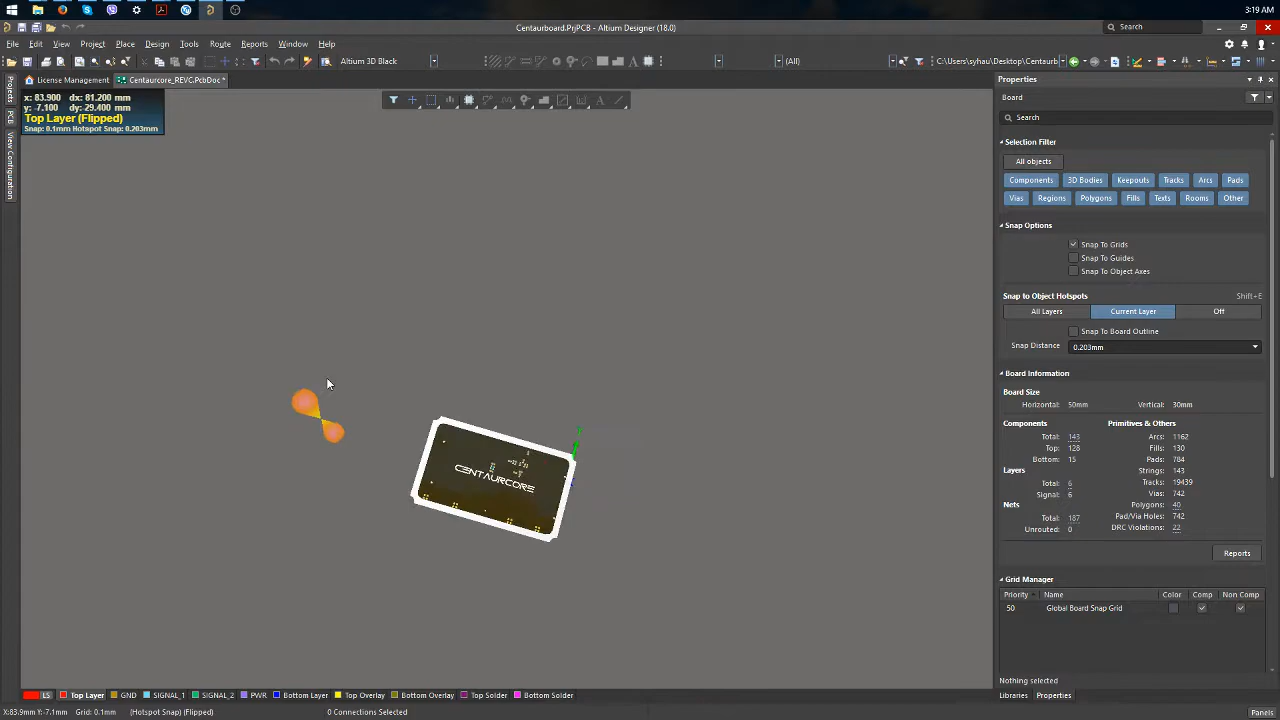 3:19 AM
Centaurboard.PrjPCB - Altium Designer (18.0)
Search
File Edit View Project Place Design Tools Route Reports Window Help
Altium 3D Black
(All)
C:\Users\syhau\Desktop\Centaurb
License Management
Centaurcore_REVC.PcbDoc *
Projects
PCB
View Configuration
x: 83.900 dx: 81.200 mm
y: -7.100 dy: 29.400 mm
Top Layer (Flipped)
Snap: 0.1mm Hotspot Snap: 0.203mm
CENTAURCORE
Properties
Board
Search
Selection Filter
All objects
Components 3D Bodies Keepouts Tracks Arcs Pads
Vias Regions Polygons Fills Texts Rooms Other
Snap Options
Snap To Grids
Snap To Guides
Snap To Object Axes
Snap to Object Hotspots Shift+E
All Layers Current Layer Off
Snap To Board Outline
Snap Distance 0.203mm
Board Information
Board Size
Horizontal: 50mm Vertical: 30mm
Components Primitives & Others
Total: 143 Arcs: 1162
Top: 128 Fills: 130
Bottom: 15 Pads: 784
Layers Strings: 143
Total: 6 Tracks: 19439
Signal: 6 Vias: 742
Nets Polygons: 40
Total: 187 Pad/Via Holes: 742
Unrouted: 0 DRC Violations: 22
Reports
Grid Manager
Priority Name Color Comp Non Comp
50 Global Board Snap Grid
Nothing selected
Libraries Properties
LS Top Layer GND SIGNAL_1 SIGNAL_2 PWR Bottom Layer Top Overlay Bottom Overlay Top Solder Bottom Solder
X:83.9mm Y:-7.1mm Grid: 0.1mm (Hotspot Snap) (Flipped) 0 Connections Selected Panels